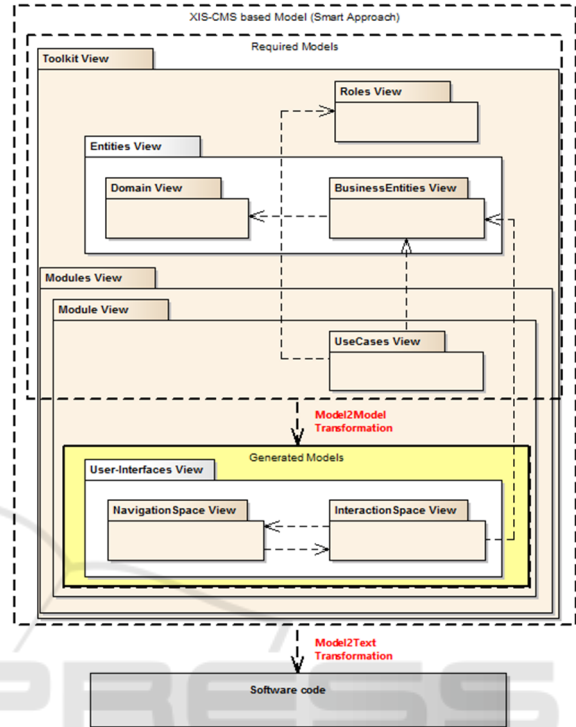 XIS-CMS based Model (Smart Approach)
Required Models
Toolkit View
Roles View
Entities View
Domain View
BusinessEntities View
Modules View
Module View
UseCases View
Model2Model
Transformation
Generated Models
User-Interfaces View
NavigationSpace View
InteractionSpace View
Model2Text
Transformation
Software code